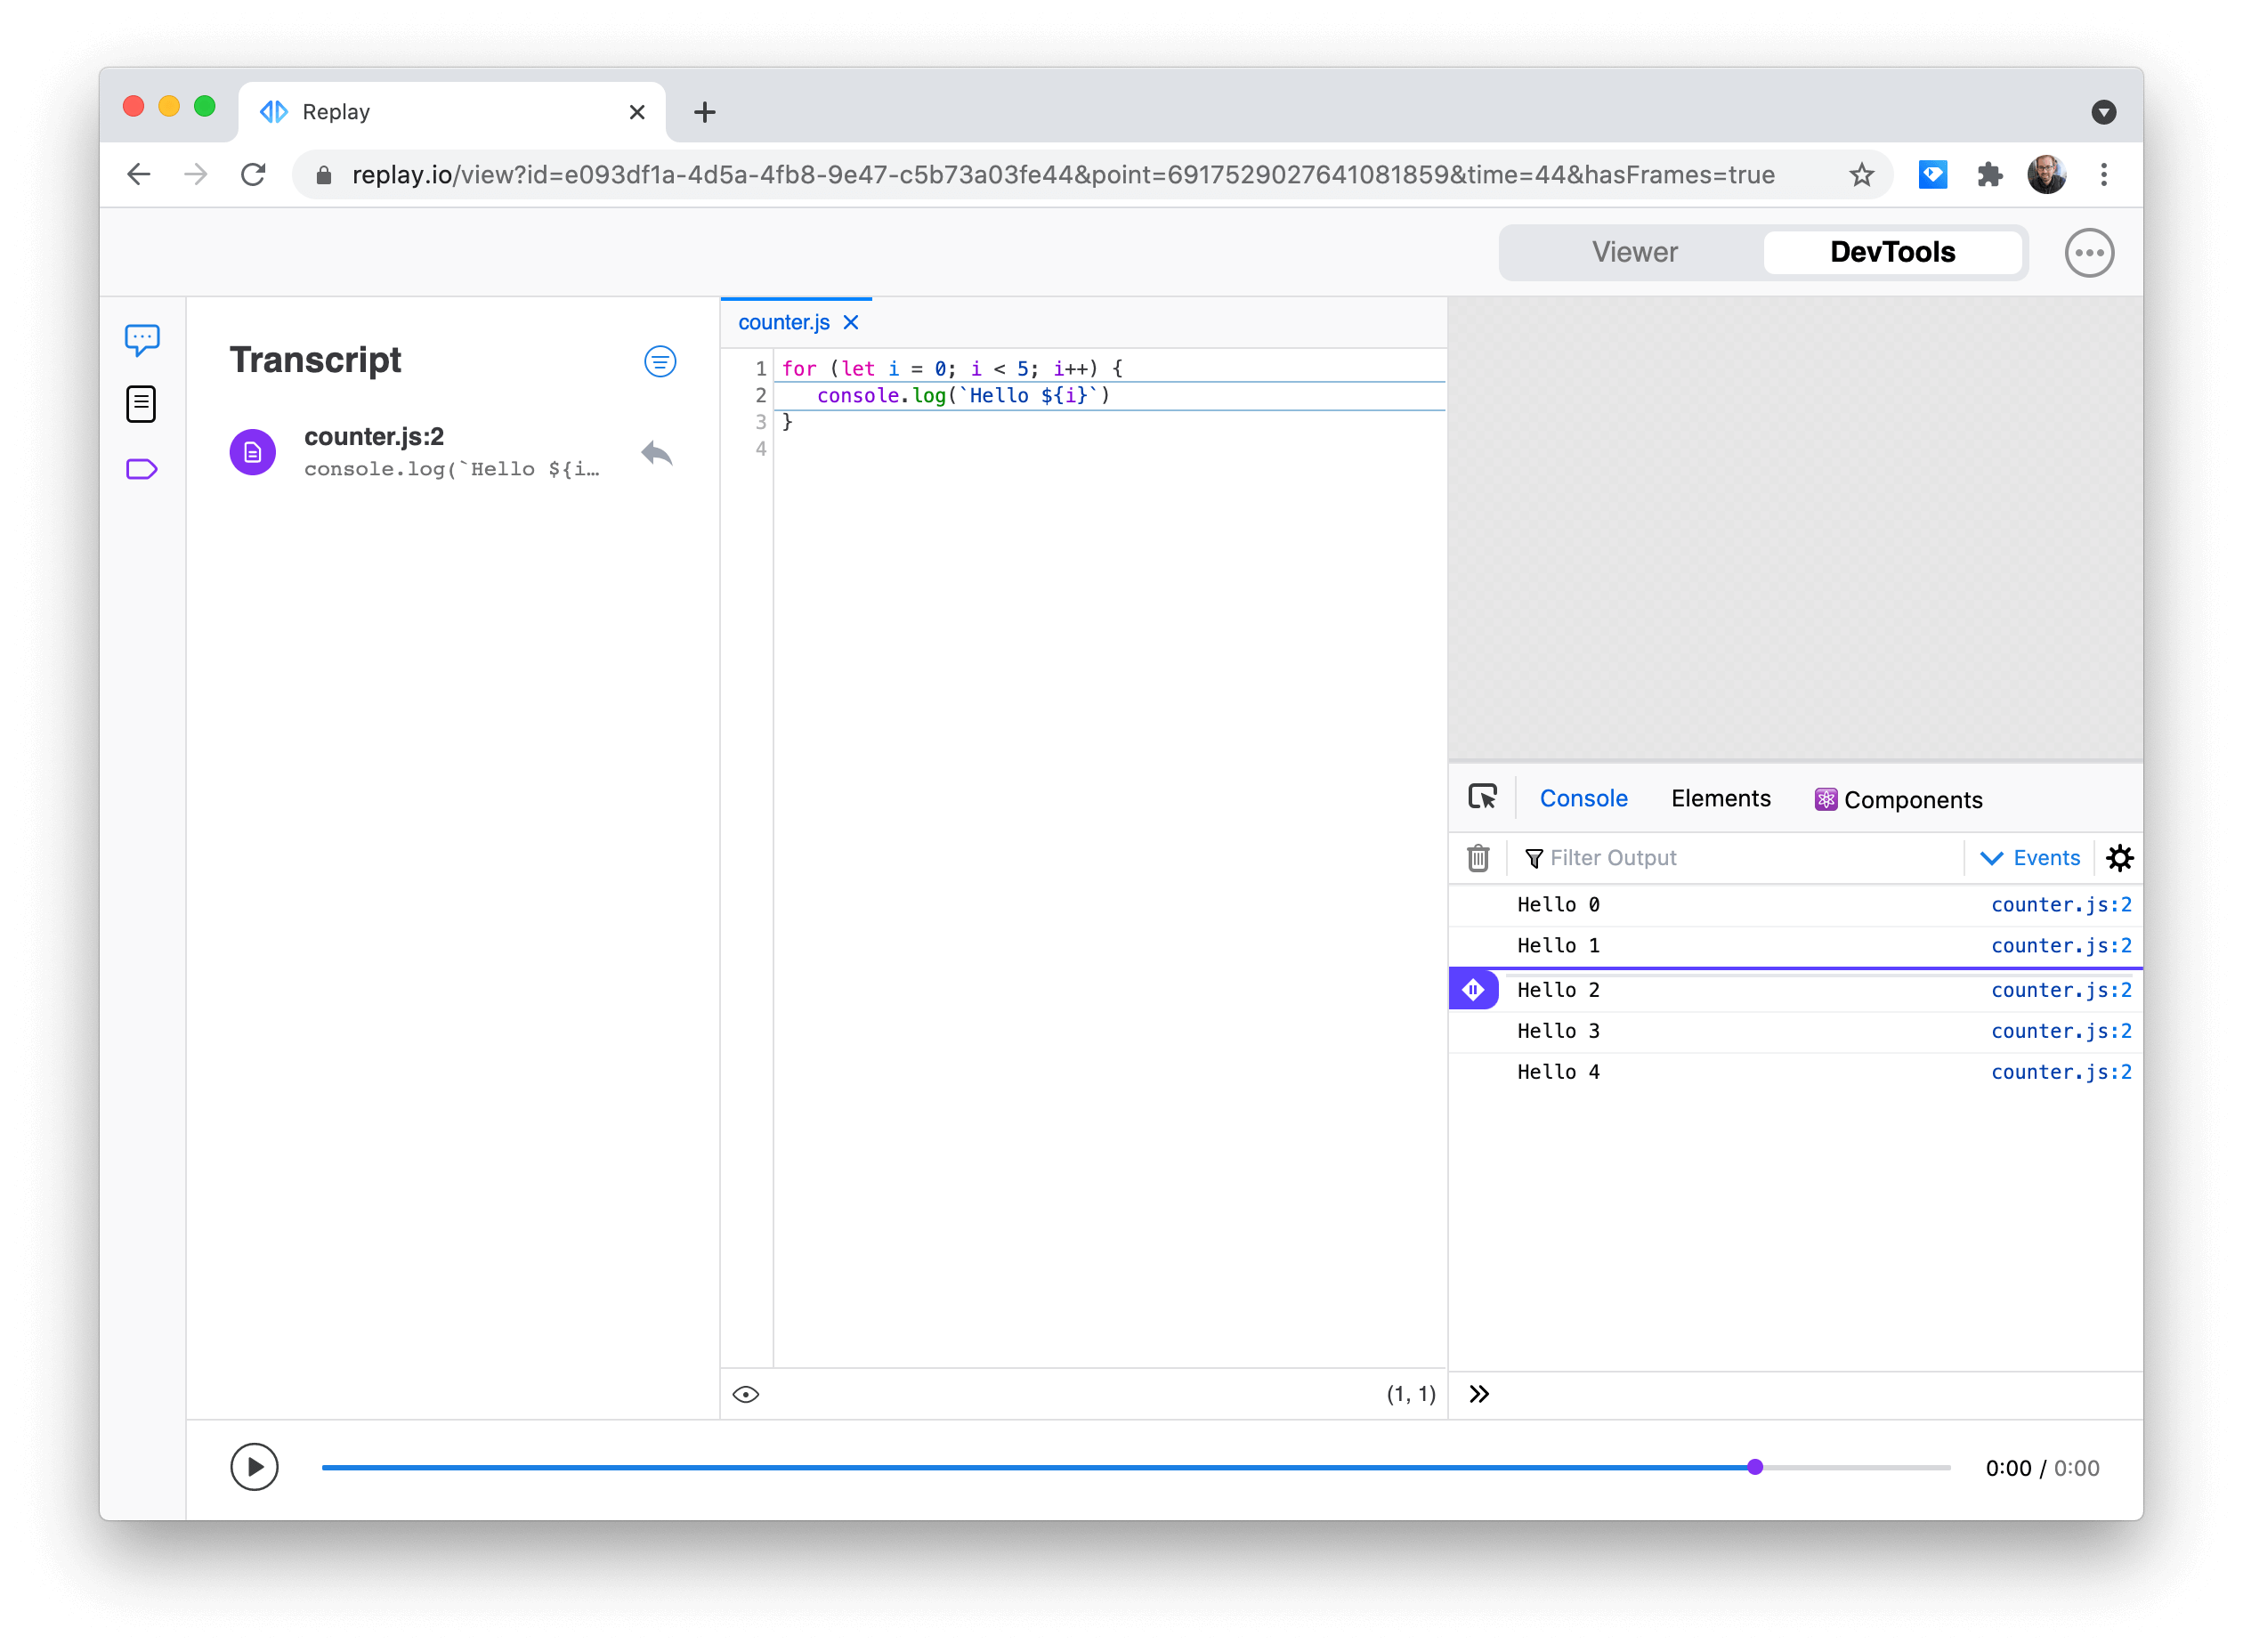 Replay
replay.io/view?id=e093df1a-4d5a-4fb8-9e47-c5b73a03fe44&point=6917529027641081859&time=44&hasFrames=true
Viewer
DevTools
Transcript
counter.js:2
console.log(`Hello ${i…
counter.js
1 for (let i = 0; i < 5; i++) {
2 console.log(`Hello ${i}`)
3 }
4
(1, 1)
Console
Elements
Components
Filter Output
Events
Hello 0 counter.js:2
Hello 1 counter.js:2
Hello 2 counter.js:2
Hello 3 counter.js:2
Hello 4 counter.js:2
0:00 / 0:00